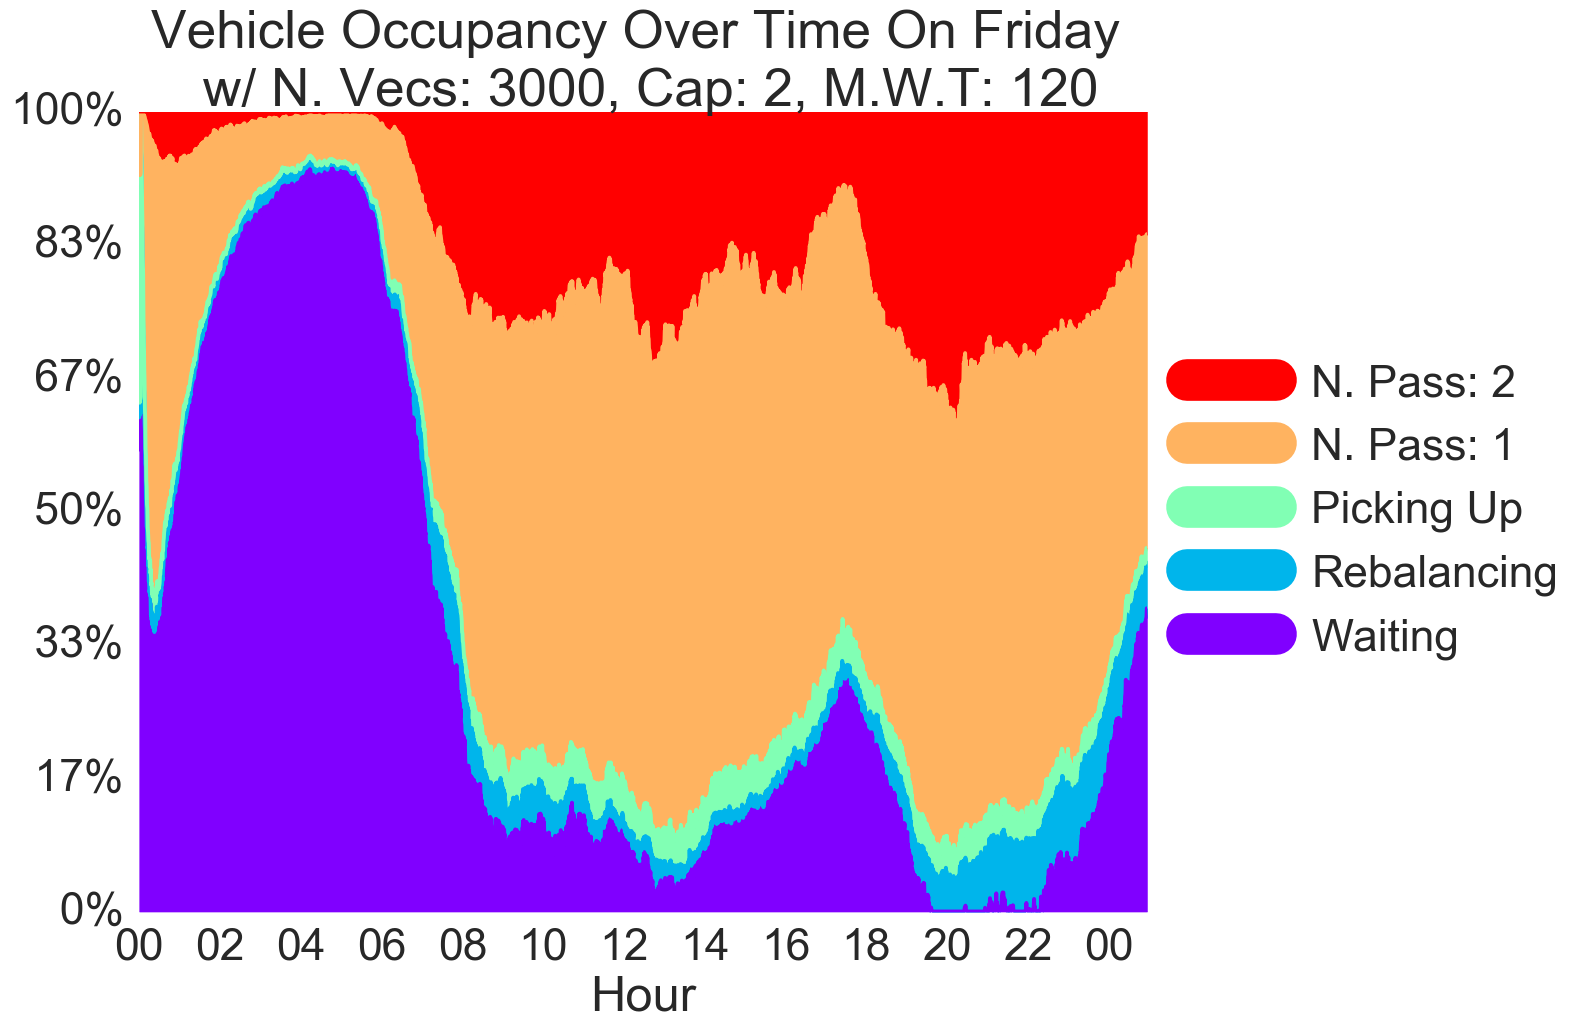 Vehicle Occupancy Over Time On Friday
w/ N. Vecs: 3000, Cap: 2, M.W.T: 120
100%
83%
67%
50%
33%
17%
0%
00 02 04 06 08 10 12 14 16 18 20 22 00
Hour
N. Pass: 2
N. Pass: 1
Picking Up
Rebalancing
Waiting